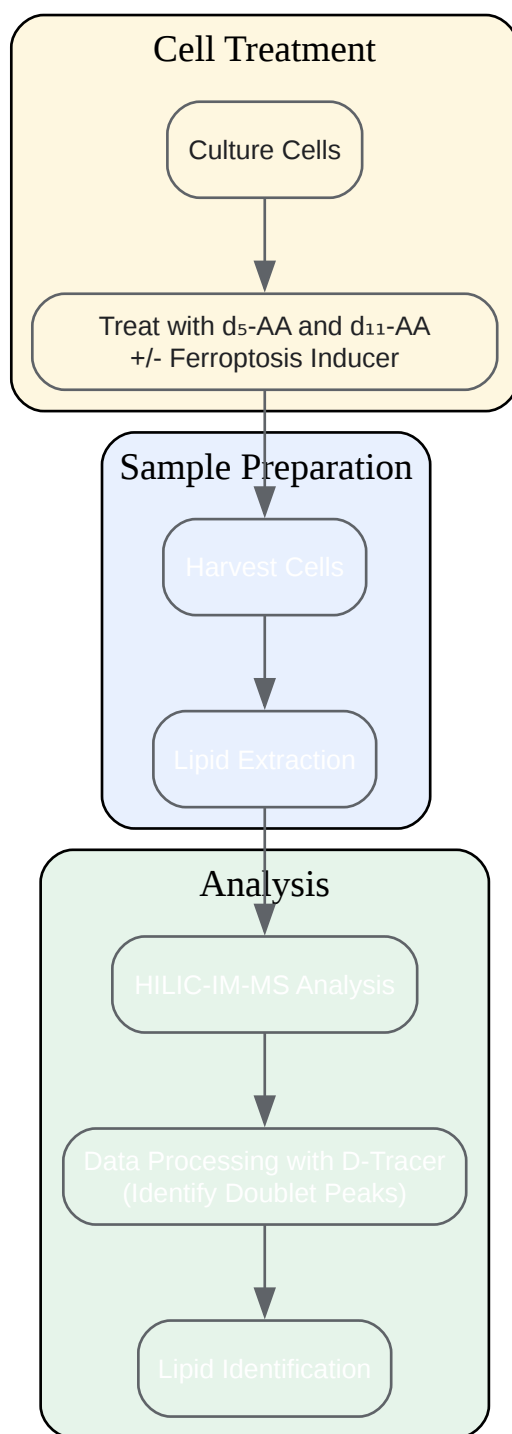 Cell Treatment
Culture Cells
Treat with d₅-AA and d₁₁-AA
+/- Ferroptosis Inducer
Sample Preparation
Harvest Cells
Lipid Extraction
Analysis
HILIC-IM-MS Analysis
Data Processing with D-Tracer
(Identify Doublet Peaks)
Lipid Identification